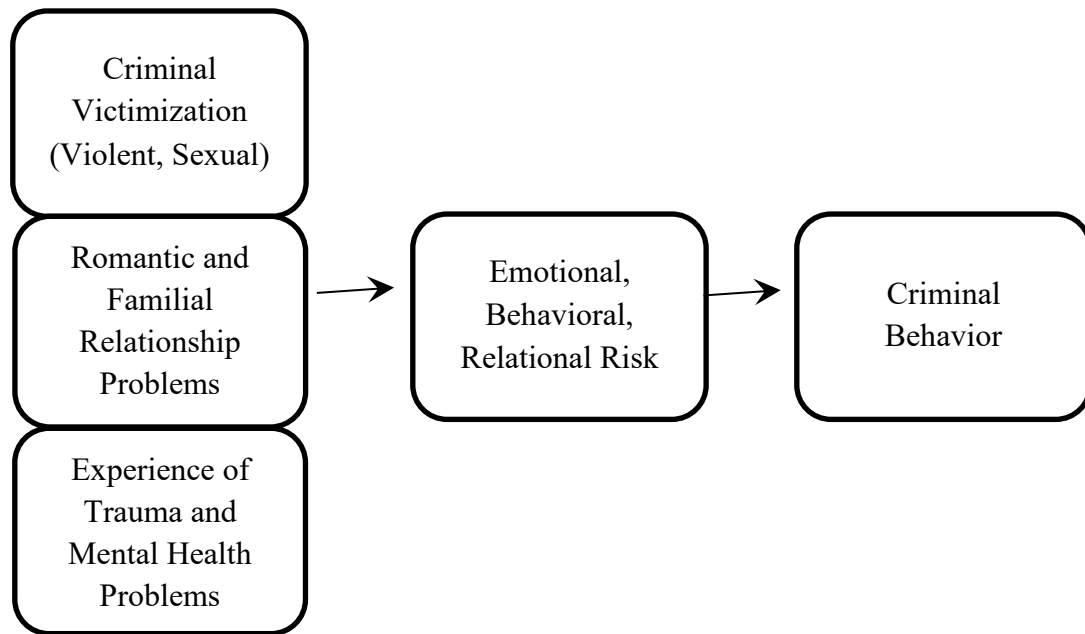 Criminal
Victimization
(Violent, Sexual)
Romantic and
Familial
Relationship
Problems
Experience of
Trauma and
Mental Health
Problems
Emotional,
Behavioral,
Relational Risk
Criminal
Behavior